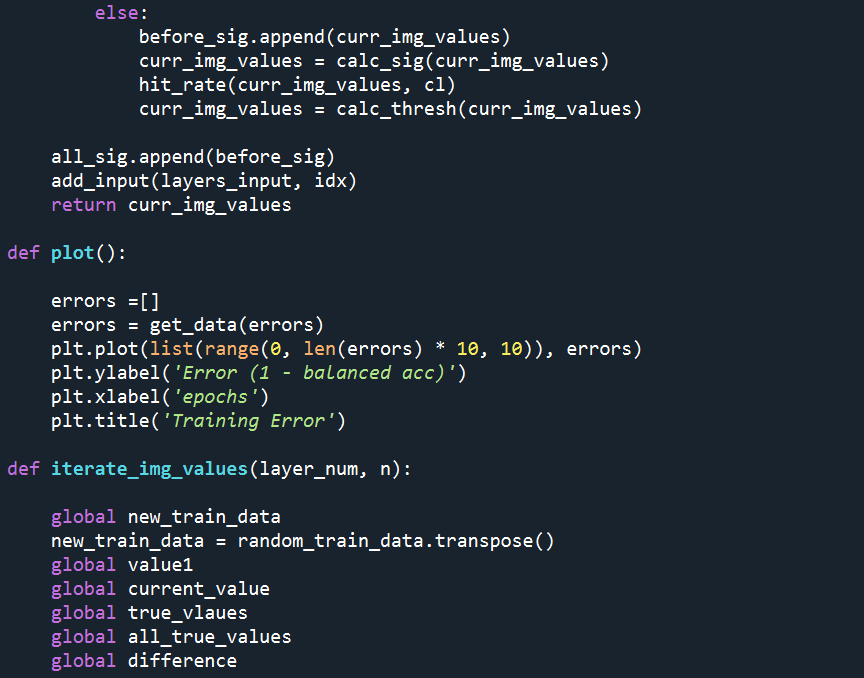 else:
before_sig.append(curr_img_values)
curr_img_values = calc_sig(curr_img_values)
hit_rate(curr_img_values, cl)
curr_img_values = calc_thresh(curr_img_values)
all_sig.append(before_sig)
add_input(layers_input, idx)
return curr_img_values
def plot():
errors =[]
errors = get_data(errors)
plt.plot(list(range(0, len(errors) * 10, 10)), errors)
plt.ylabel('Error (1 - balanced acc)')
plt.xlabel('epochs')
plt.title('Training Error')
def iterate_img_values(layer_num, n):
global new_train_data
new_train_data = random_train_data.transpose()
global value1
global current_value
global true_vlaues
global all_true_values
global difference